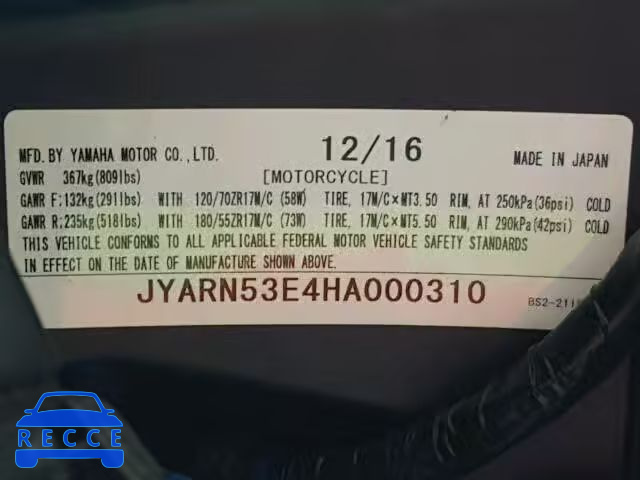 MFD. BY YAMAHA MOTOR CO., LTD. 12/16 MADE IN JAPAN
GVWR 367kg(809lbs) [MOTORCYCLE]
GAWR F:132kg(291lbs) WITH 120/70ZR17M/C (58W) TIRE, 17M/C×MT3.50 RIM, AT 250kPa(36psi) COLD
GAWR R:235kg(518lbs) WITH 180/55ZR17M/C (73W) TIRE, 17M/C×MT5.50 RIM, AT 290kPa(42psi) COLD
THIS VEHICLE CONFORMS TO ALL APPLICABLE FEDERAL MOTOR VEHICLE SAFETY STANDARDS
IN EFFECT ON THE DATE OF MANUFACTURE SHOWN ABOVE.
JYARN53E4HA000310
RECCE